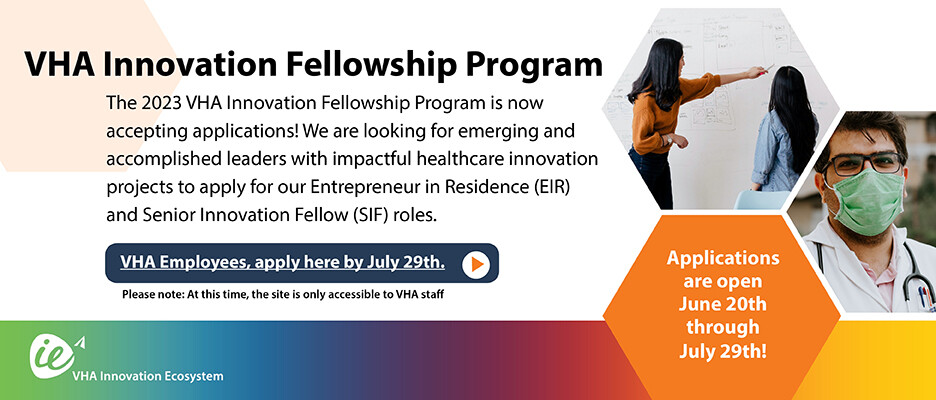 VHA Innovation Fellowship Program
The 2023 VHA Innovation Fellowship Program is now
accepting applications! We are looking for emerging and
accomplished leaders with impactful healthcare innovation
projects to apply for our Entrepreneur in Residence (EIR)
and Senior Innovation Fellow (SIF) roles.
VHA Employees, apply here by July 29th.
Please note: At this time, the site is only accessible to VHA staff
Applications
are open
June 20th
through
July 29th!
ie
VHA Innovation Ecosystem